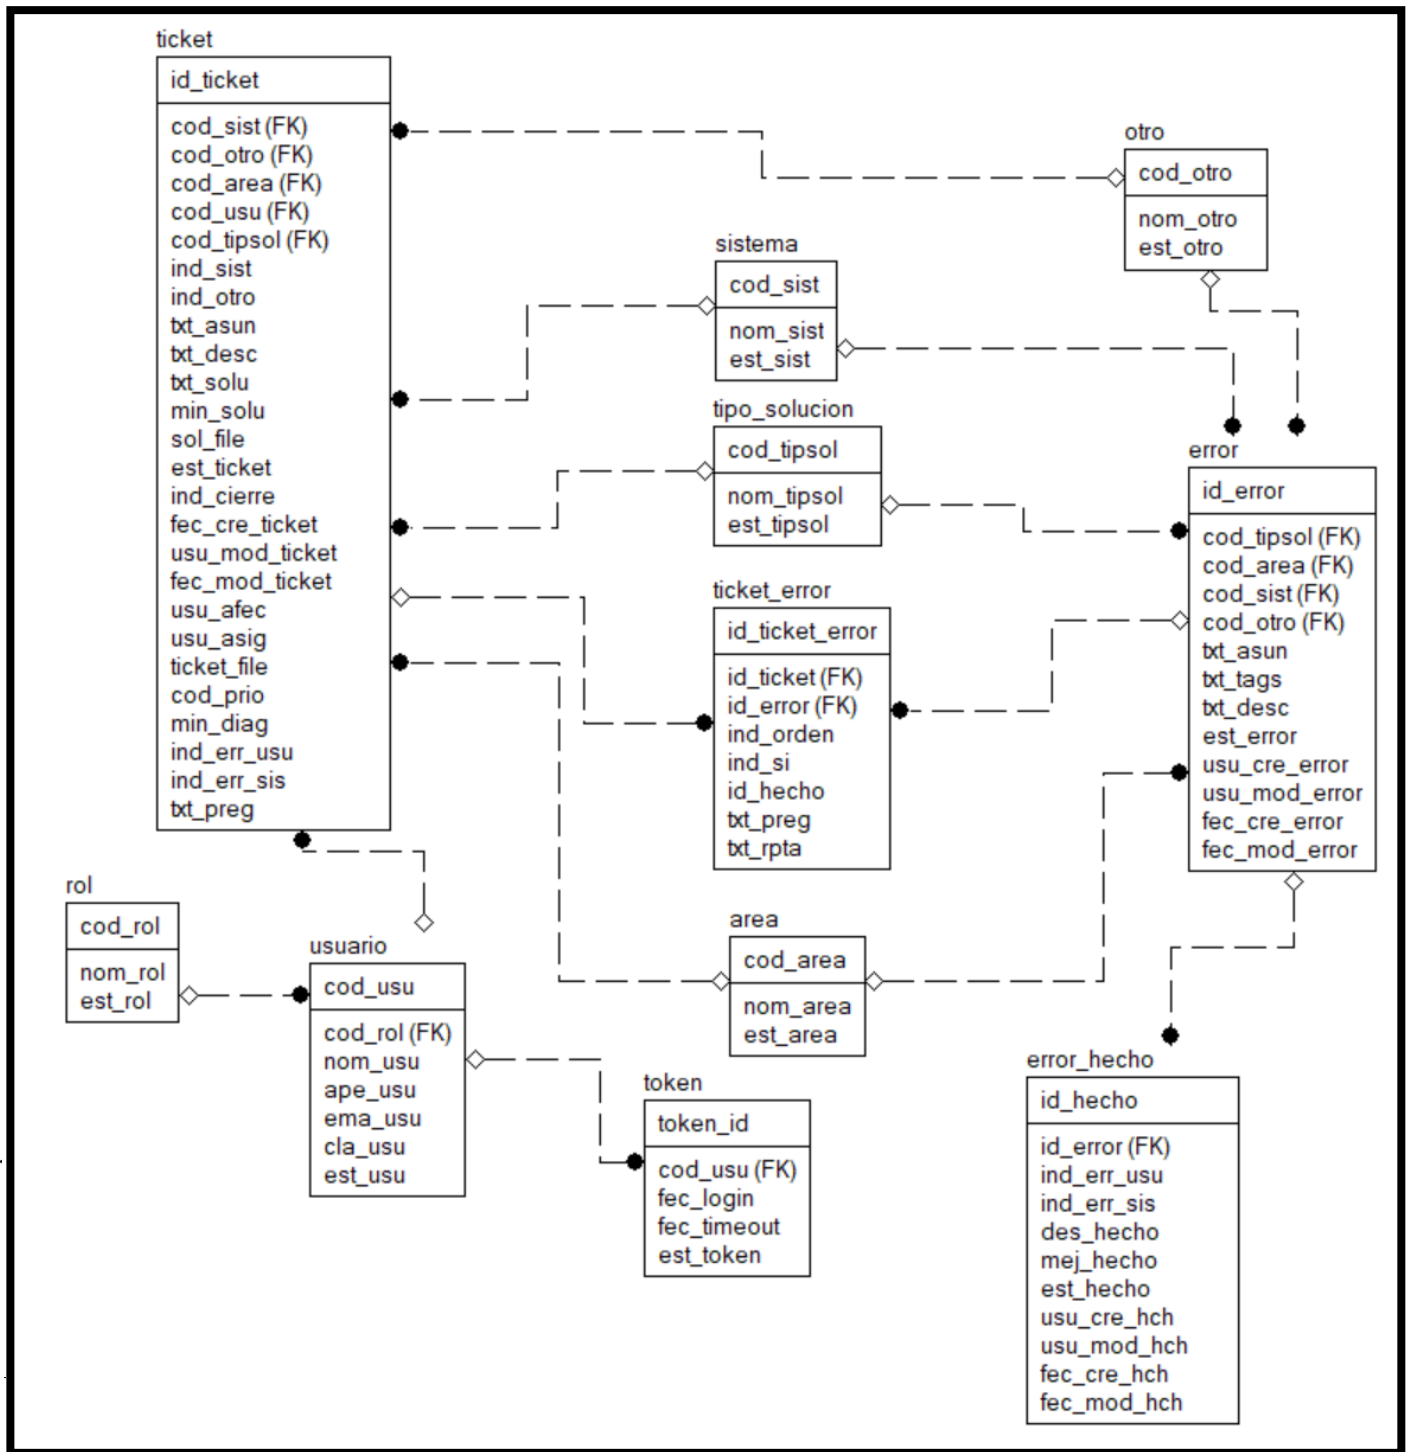 ticket
id_ticket
cod_sist (FK)
cod_otro (FK)
cod_area (FK)
cod_usu (FK)
cod_tipsol (FK)
ind_sist
ind_otro
txt_asun
txt_desc
txt_solu
min_solu
sol_file
est_ticket
ind_cierre
fec_cre_ticket
usu_mod_ticket
fec_mod_ticket
usu_afec
usu_asig
ticket_file
cod_prio
min_diag
ind_err_usu
ind_err_sis
txt_preg
otro
cod_otro
nom_otro
est_otro
sistema
cod_sist
nom_sist
est_sist
tipo_solucion
cod_tipsol
nom_tipsol
est_tipsol
error
id_error
cod_tipsol (FK)
cod_area (FK)
cod_sist (FK)
cod_otro (FK)
txt_asun
txt_tags
txt_desc
est_error
usu_cre_error
usu_mod_error
fec_cre_error
fec_mod_error
ticket_error
id_ticket_error
id_ticket (FK)
id_error (FK)
ind_orden
ind_si
id_hecho
txt_preg
txt_rpta
rol
cod_rol
nom_rol
est_rol
usuario
cod_usu
cod_rol (FK)
nom_usu
ape_usu
ema_usu
cla_usu
est_usu
area
cod_area
nom_area
est_area
token
token_id
cod_usu (FK)
fec_login
fec_timeout
est_token
error_hecho
id_hecho
id_error (FK)
ind_err_usu
ind_err_sis
des_hecho
mej_hecho
est_hecho
usu_cre_hch
usu_mod_hch
fec_cre_hch
fec_mod_hch